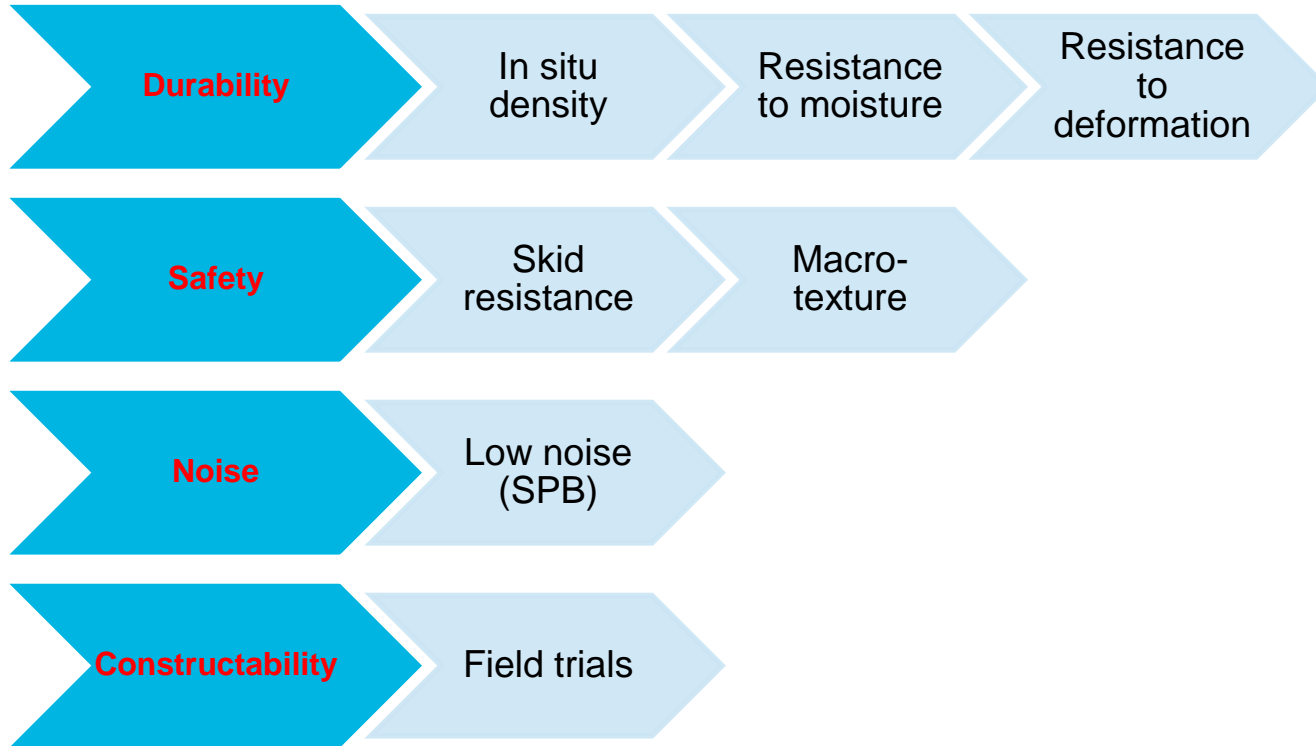 Durability
In situ
density
Resistance
to moisture
Resistance
to
deformation
Safety
Skid
resistance
Macro-
texture
Noise
Low noise
(SPB)
Constructability
Field trials